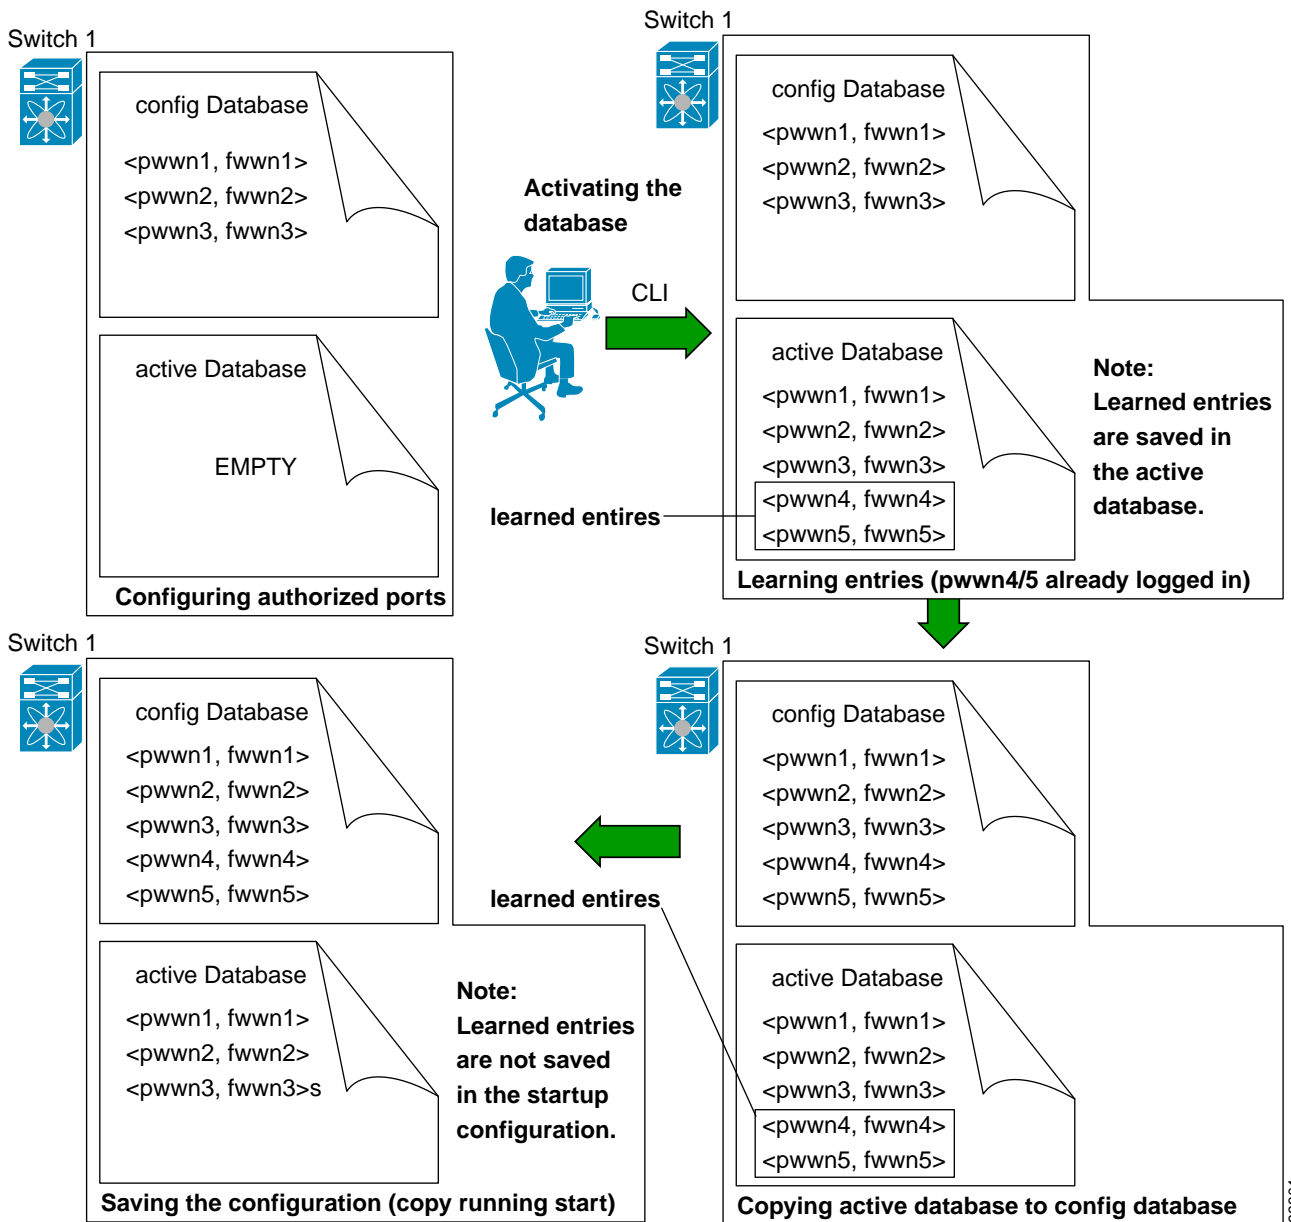 Switch 1
config Database
<pwwn1, fwwn1>
<pwwn2, fwwn2>
<pwwn3, fwwn3>
active Database
EMPTY
Configuring authorized ports
Activating the
database
CLI
Switch 1
config Database
<pwwn1, fwwn1>
<pwwn2, fwwn2>
<pwwn3, fwwn3>
active Database
<pwwn1, fwwn1>
<pwwn2, fwwn2>
<pwwn3, fwwn3>
<pwwn4, fwwn4>
<pwwn5, fwwn5>
learned entires
Note:
Learned entries
are saved in
the active
database.
Learning entries (pwwn4/5 already logged in)
Switch 1
config Database
<pwwn1, fwwn1>
<pwwn2, fwwn2>
<pwwn3, fwwn3>
<pwwn4, fwwn4>
<pwwn5, fwwn5>
active Database
<pwwn1, fwwn1>
<pwwn2, fwwn2>
<pwwn3, fwwn3>s
Note:
Learned entries
are not saved
in the startup
configuration.
Saving the configuration (copy running start)
learned entires
Switch 1
config Database
<pwwn1, fwwn1>
<pwwn2, fwwn2>
<pwwn3, fwwn3>
<pwwn4, fwwn4>
<pwwn5, fwwn5>
active Database
<pwwn1, fwwn1>
<pwwn2, fwwn2>
<pwwn3, fwwn3>
<pwwn4, fwwn4>
<pwwn5, fwwn5>
Copying active database to config database